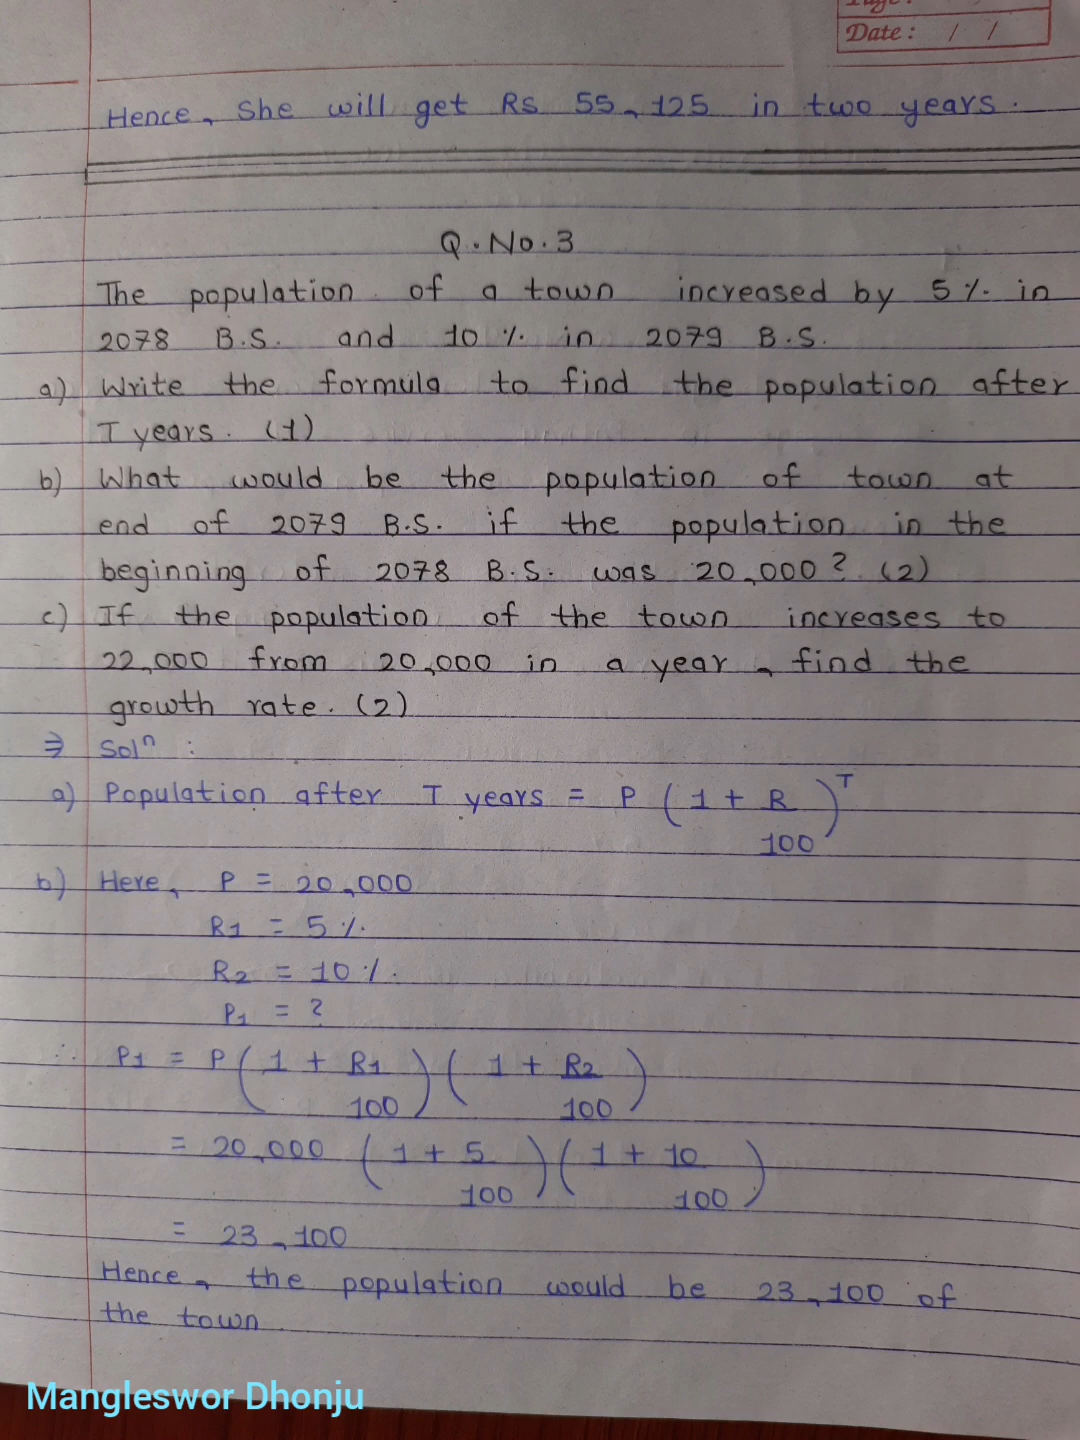 Date : / /
Hence, She will get Rs 55,125 in two years.
Q. No. 3
The population of a town increased by 5 % in
2078 B.S. and 10 % in 2079 B.S.
a) Write the formula to find the population after
T years. (1)
b) What would be the population of town at
end of 2079 B.S. if the population in the
beginning of 2078 B.S. was 20,000 ? (2)
c) If the population of the town increases to
22,000 from 20,000 in a year, find the
growth rate. (2)
⇒ Solⁿ :
a) Population after T years = P ( 1 + R )ᵀ
100
b) Here, P = 20,000
R1 = 5 %.
R2 = 10 %.
P1 = ?
∴ P1 = P ( 1 + R1 ) ( 1 + R2 )
100 100
= 20,000 ( 1 + 5 ) ( 1 + 10 )
100 100
= 23,100
Hence, the population would be 23,100 of
the town
Mangleswor Dhonju